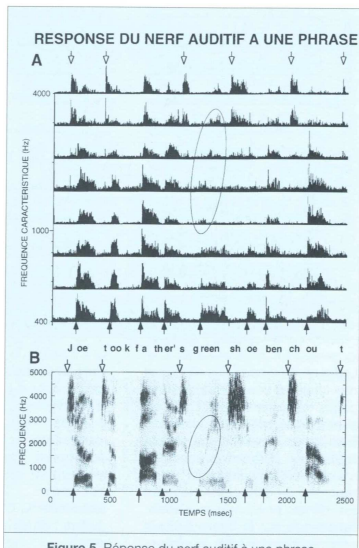 RESPONSE DU NERF AUDITIF A UNE PHRASE
A
4000
1000
400
FREQUENCE CARACTERISTIQUE (Hz)
J oe t oo k f a th er' s green sh oe ben ch ou t
B
5000
4000
3000
2000
1000
0
FREQUENCE (Hz)
0 500 1000 1500 2000 2500
TEMPS (msec)
Figure 5. Réponse du nerf auditif à une phrase